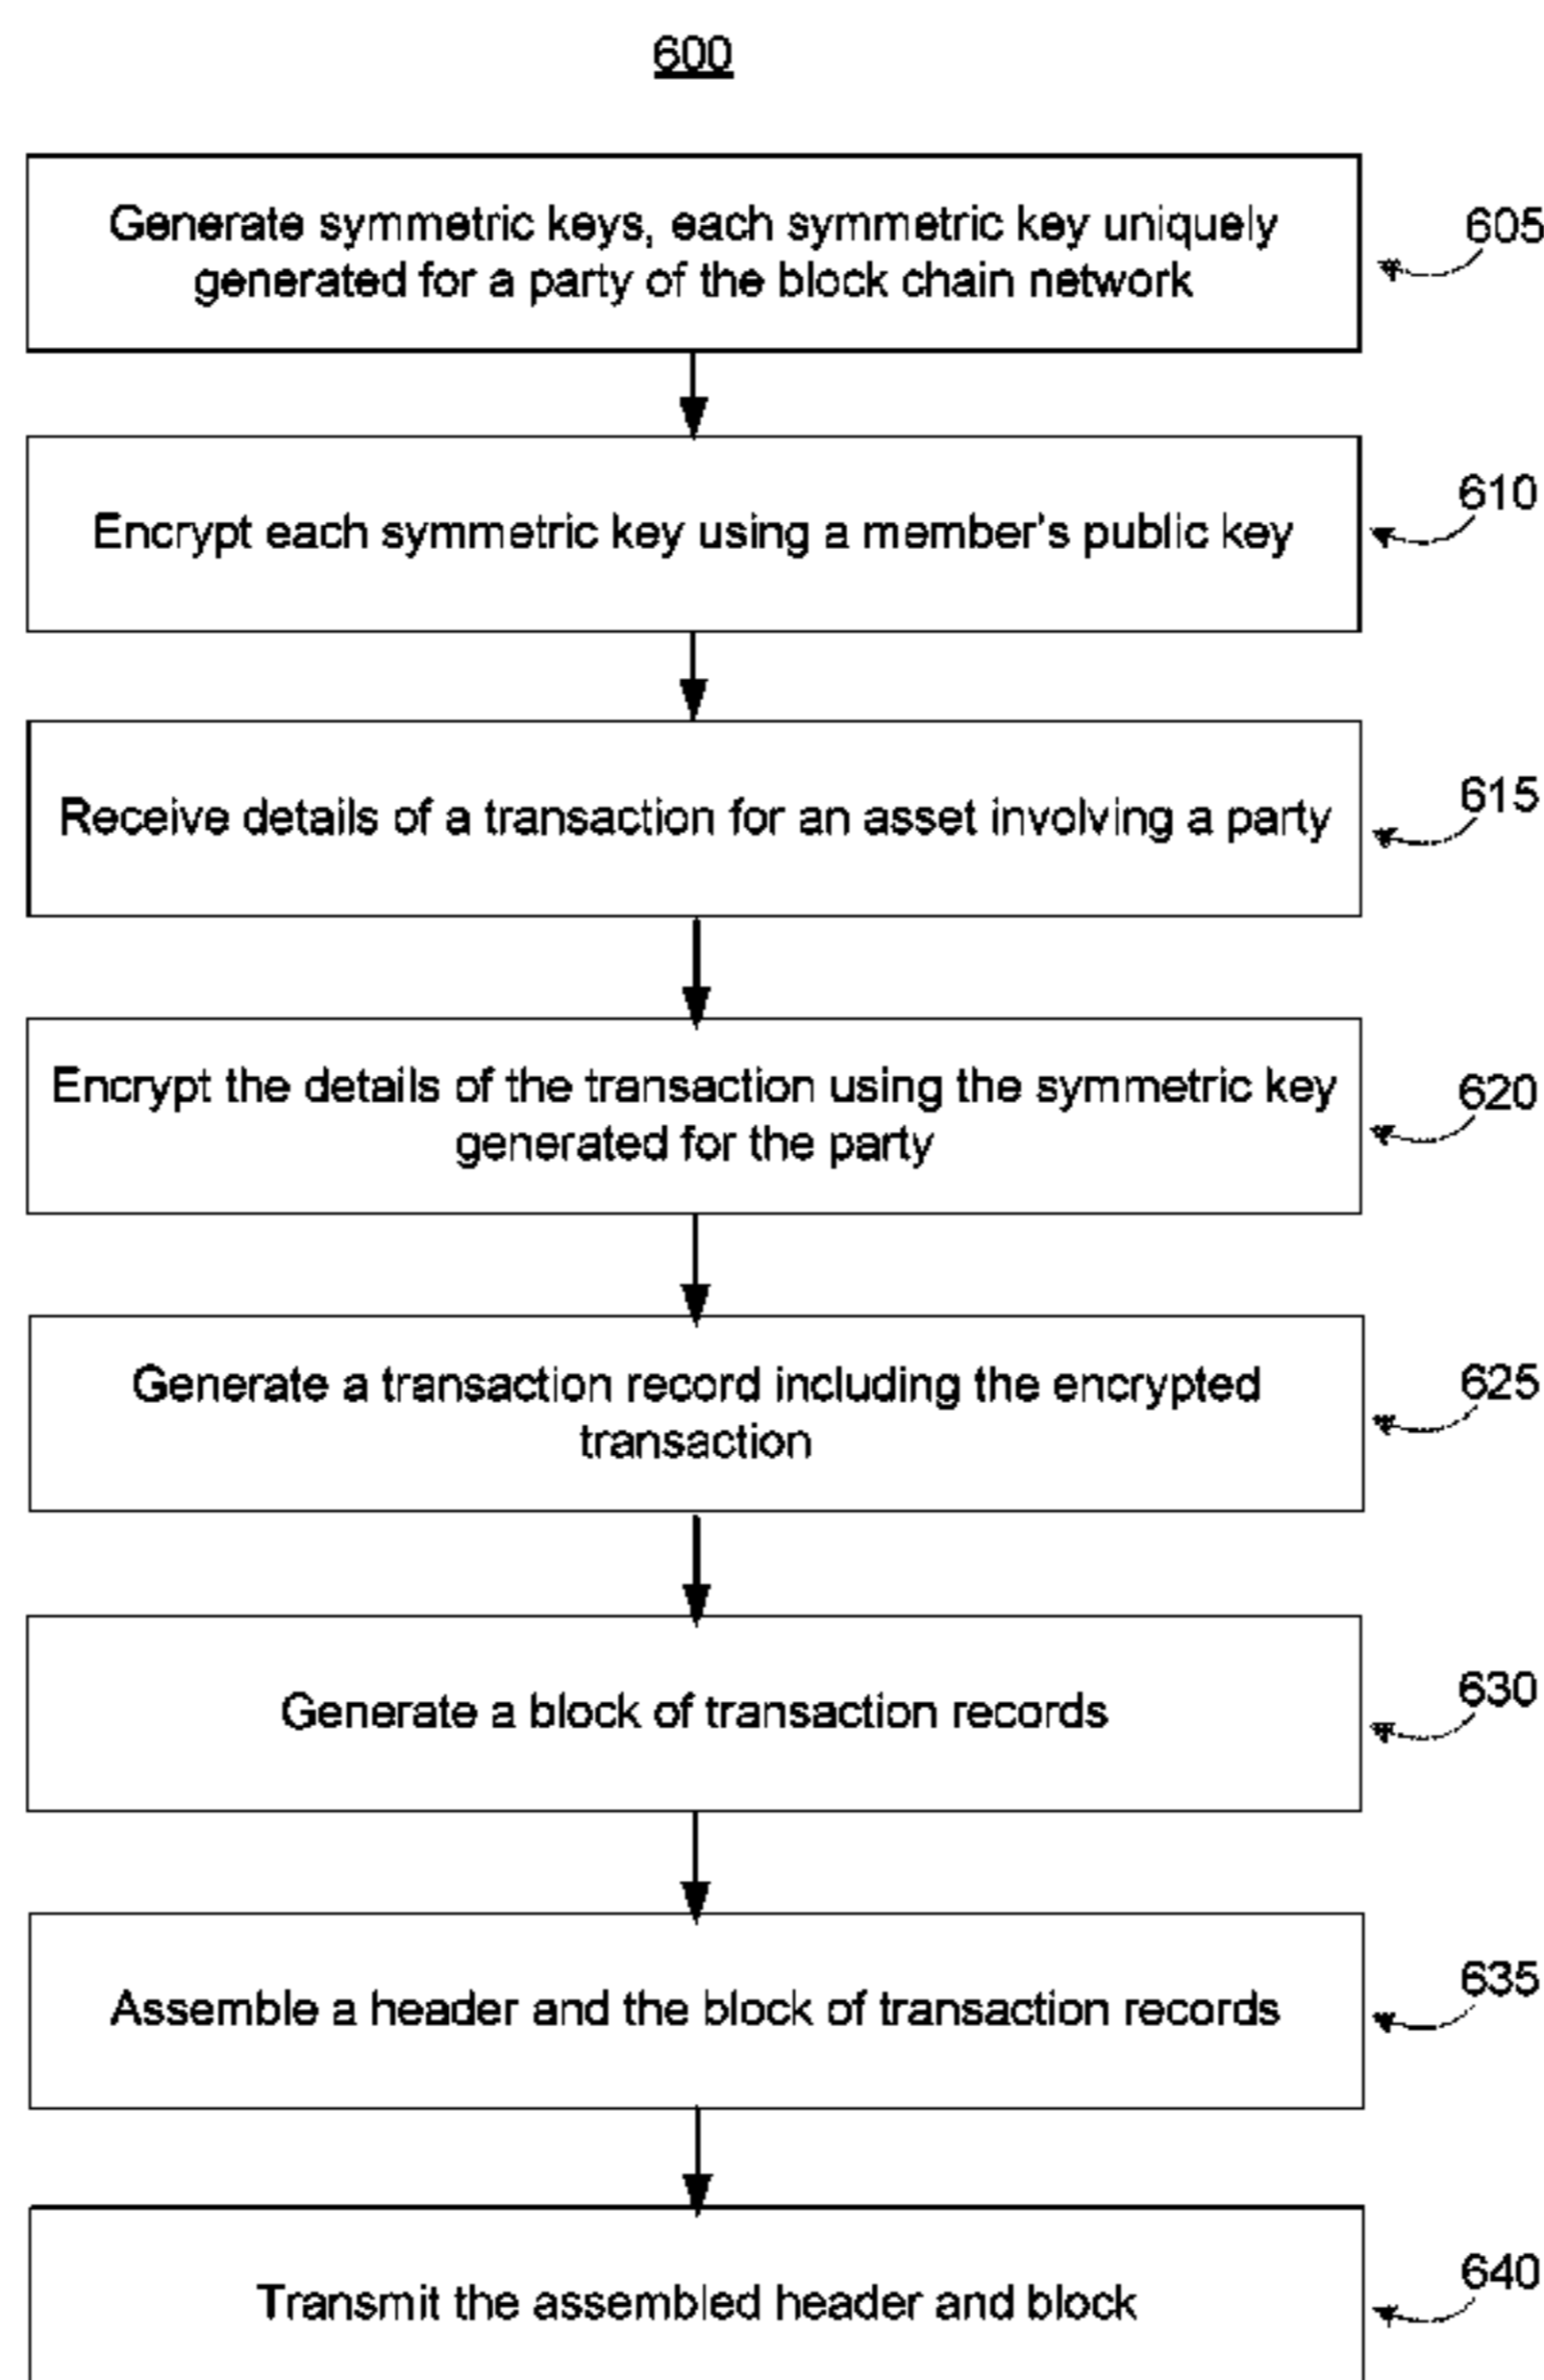 600
Generate symmetric keys, each symmetric key uniquely
generated for a party of the block chain network
605
Encrypt each symmetric key using a member's public key
610
Receive details of a transaction for an asset involving a party
615
Encrypt the details of the transaction using the symmetric key
generated for the party
620
Generate a transaction record including the encrypted
transaction
625
Generate a block of transaction records
630
Assemble a header and the block of transaction records
635
Transmit the assembled header and block
640